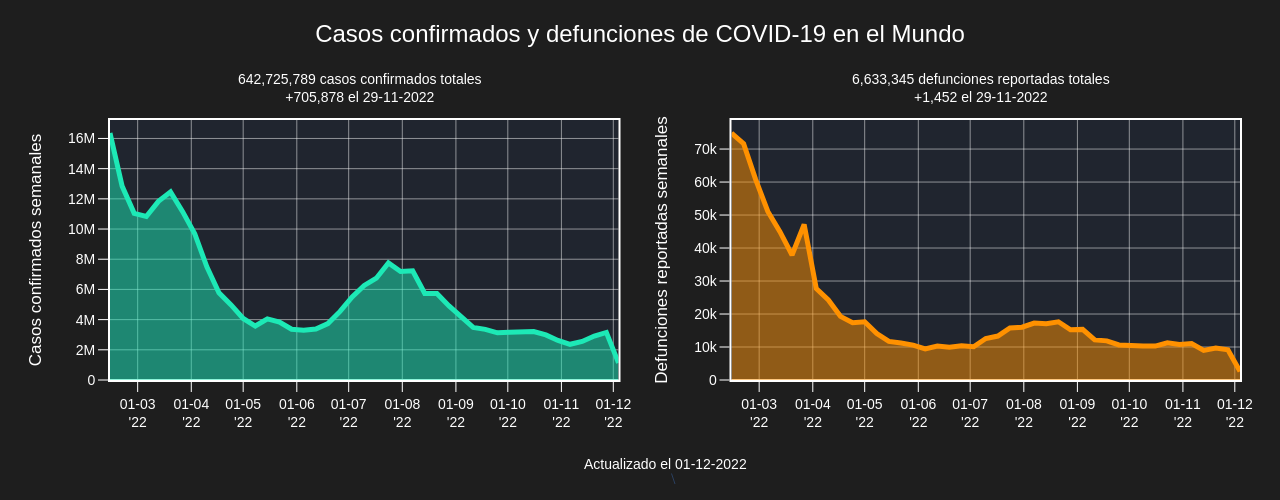 Casos confirmados y defunciones de COVID-19 en el Mundo
642,725,789 casos confirmados totales
+705,878 el 29-11-2022
Casos confirmados semanales
16M
14M
12M
10M
8M
6M
4M
2M
0
01-03 '22
01-04 '22
01-05 '22
01-06 '22
01-07 '22
01-08 '22
01-09 '22
01-10 '22
01-11 '22
01-12 '22
6,633,345 defunciones reportadas totales
+1,452 el 29-11-2022
Defunciones reportadas semanales
70k
60k
50k
40k
30k
20k
10k
0
01-03 '22
01-04 '22
01-05 '22
01-06 '22
01-07 '22
01-08 '22
01-09 '22
01-10 '22
01-11 '22
01-12 '22
Actualizado el 01-12-2022
\